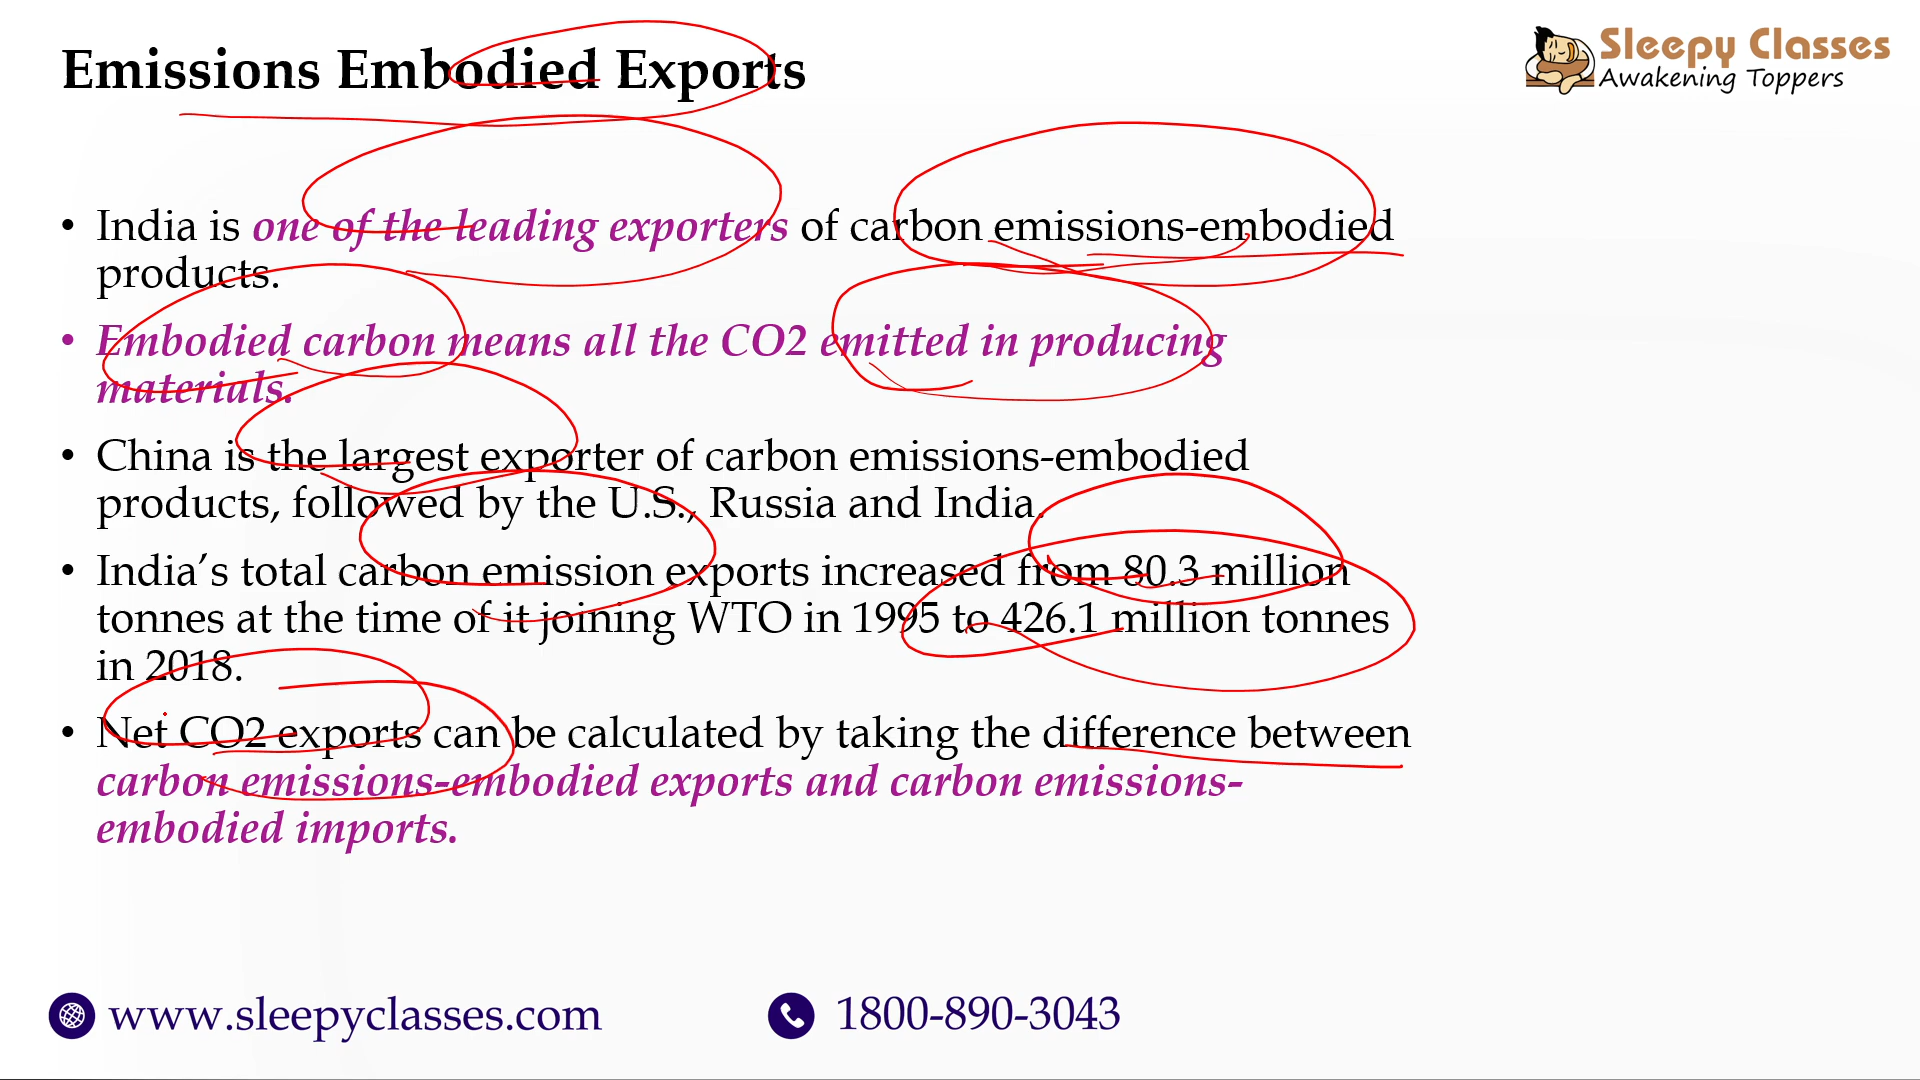 Emissions Embodied Exports
Sleepy Classes
Awakening Toppers
• India is one of the leading exporters of carbon emissions-embodied
products.
• Embodied carbon means all the CO2 emitted in producing
materials.
• China is the largest exporter of carbon emissions-embodied
products, followed by the U.S., Russia and India.
• India’s total carbon emission exports increased from 80.3 million
tonnes at the time of it joining WTO in 1995 to 426.1 million tonnes
in 2018.
• Net CO2 exports can be calculated by taking the difference between
carbon emissions-embodied exports and carbon emissions-
embodied imports.
www.sleepyclasses.com
1800-890-3043